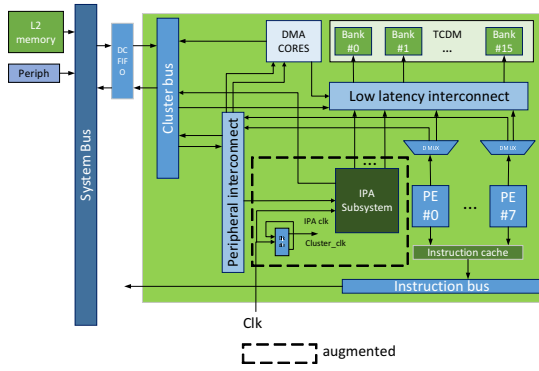 L2
memory
Periph
System Bus
DC
FIF
O
Cluster bus
DMA
CORES
Peripheral interconnect
Bank
#0
Bank
#1
TCDM
...
Bank
#15
Low latency interconnect
...
D MUX
D M UX
IPA
Subsystem
IPA clk
Cluster_clk
PE
#0
...
PE
#7
Instruction cache
Instruction bus
Clk
augmented